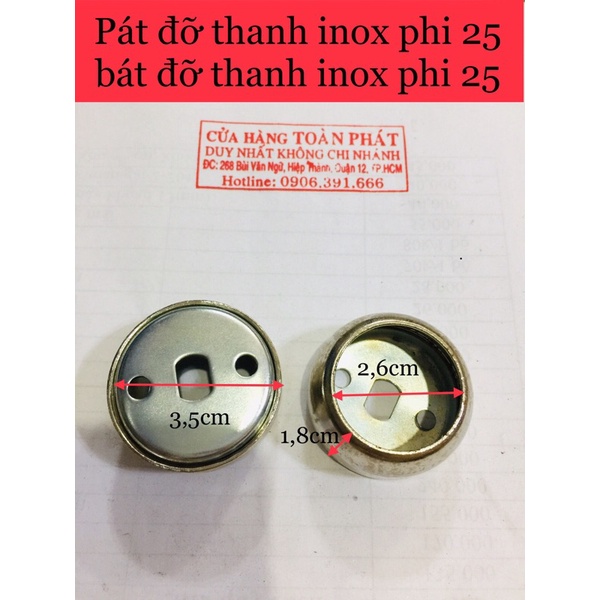 Pát đỡ thanh inox phi 25
bát đỡ thanh inox phi 25
CỬA HÀNG TOÀN PHÁT
DUY NHẤT KHÔNG CHI NHÁNH
ĐC: 268 Bùi Văn Ngữ, Hiệp Thành, Quận 12, TP.HCM
Hotline: 0906.391.666
2,6cm
3,5cm
1,8cm